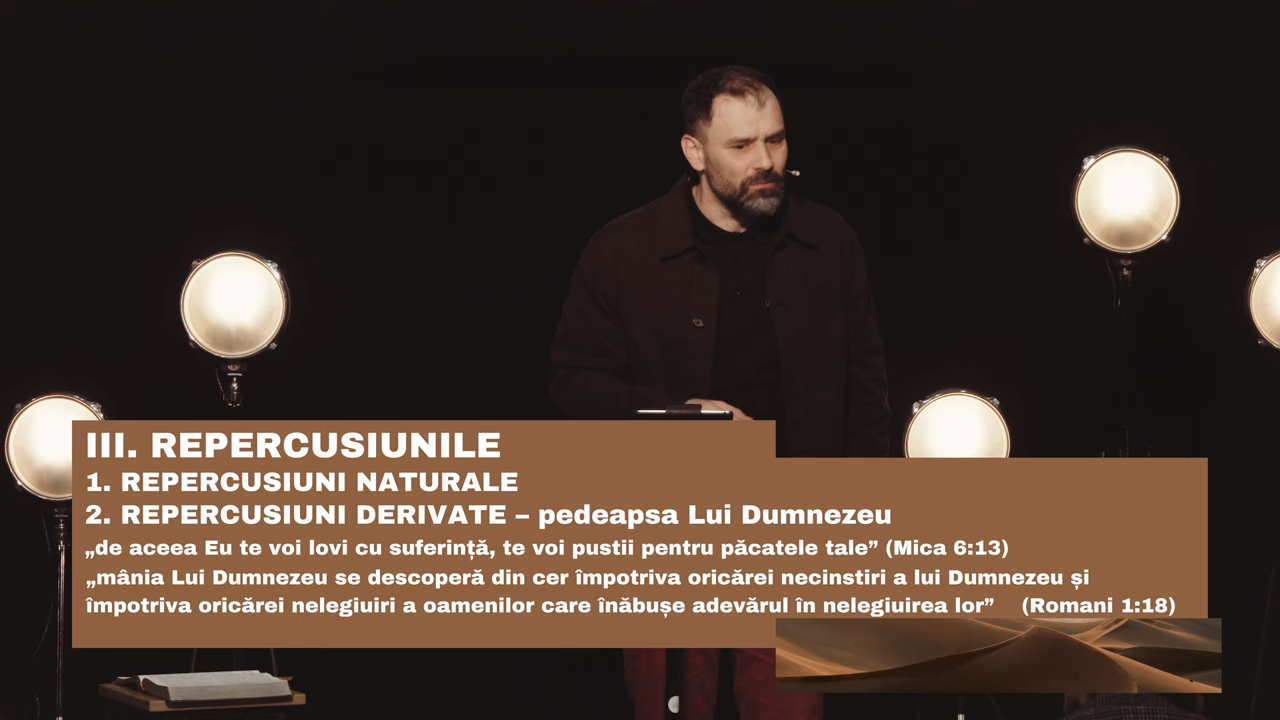 III. REPERCUSIUNILE
1. REPERCUSIUNI NATURALE
2. REPERCUSIUNI DERIVATE – pedeapsa Lui Dumnezeu
„de aceea Eu te voi lovi cu suferință, te voi pustii pentru păcatele tale” (Mica 6:13)
„mânia Lui Dumnezeu se descoperă din cer împotriva oricărei necinstiri a lui Dumnezeu și
împotriva oricărei nelegiuiri a oamenilor care înăbușe adevărul în nelegiuirea lor” (Romani 1:18)